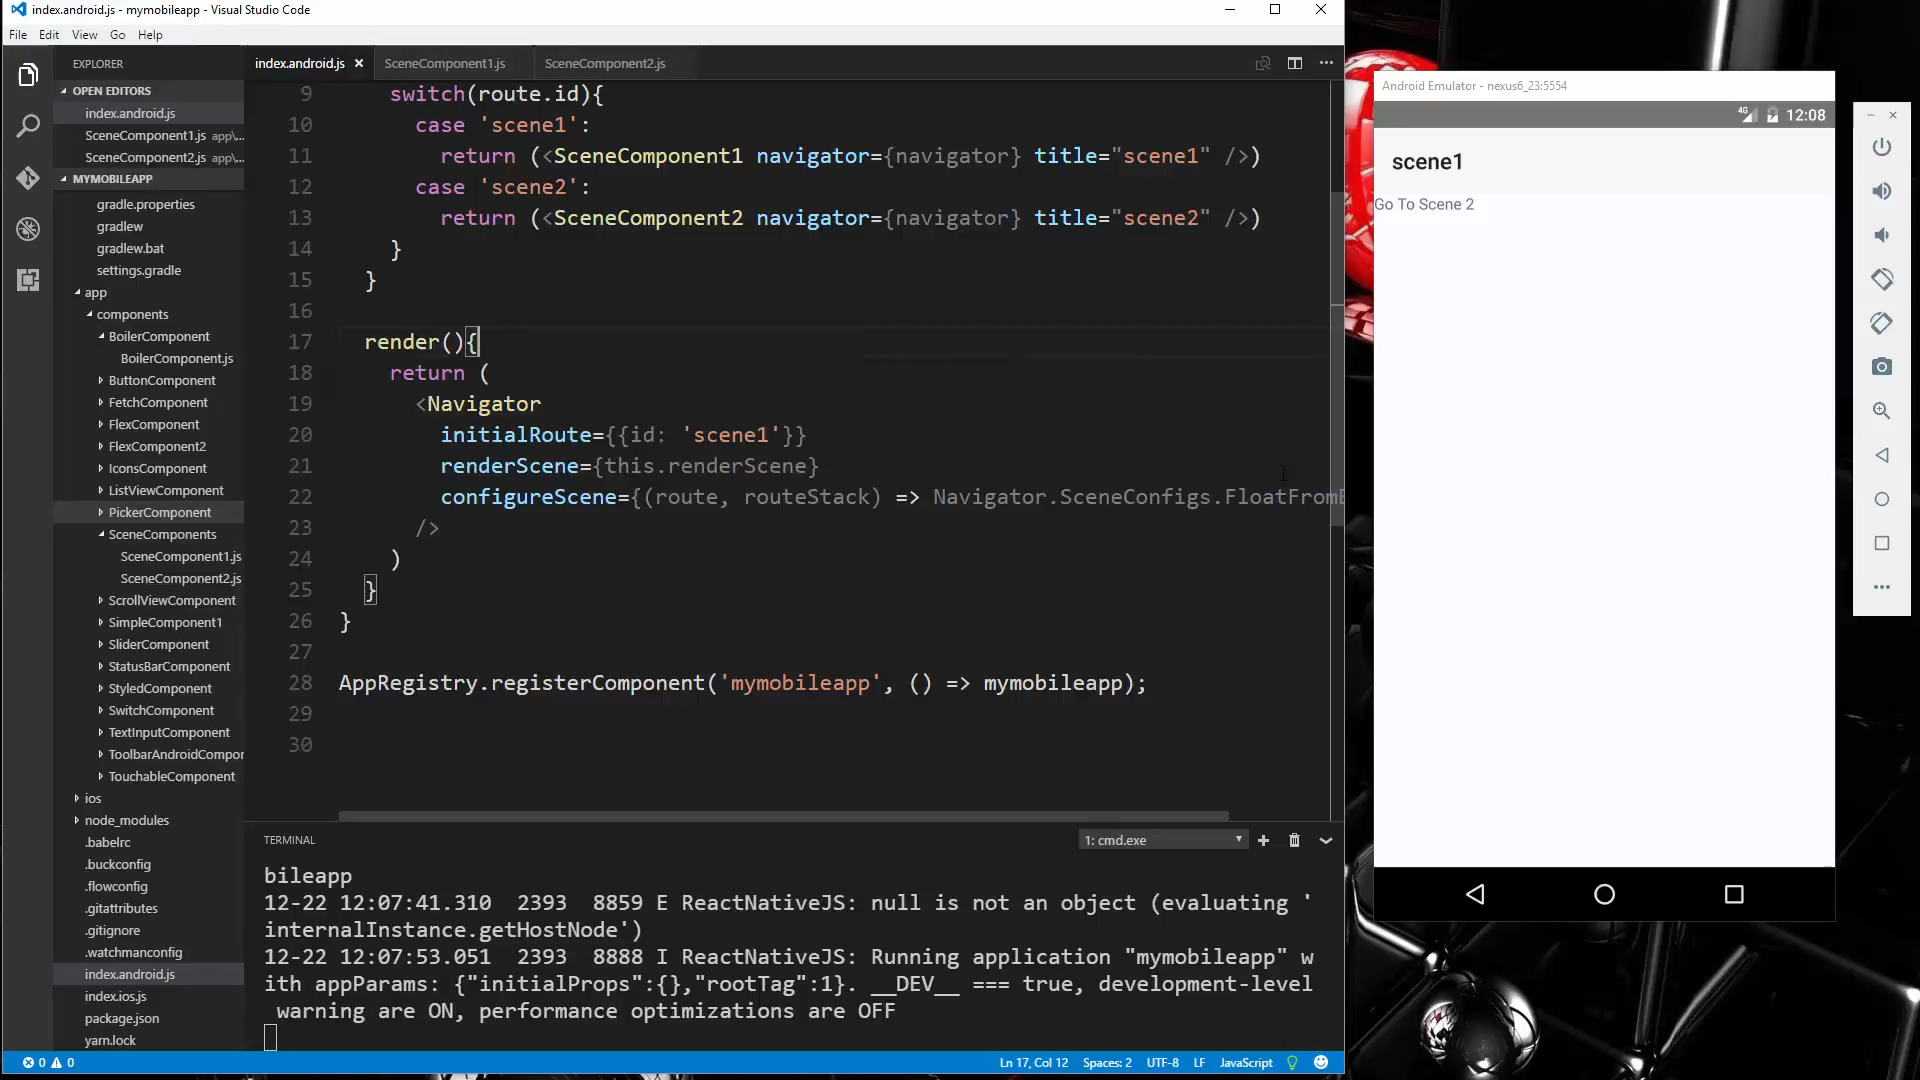 index.android.js - mymobileapp - Visual Studio Code
File Edit View Go Help
EXPLORER
OPEN EDITORS
index.android.js
SceneComponent1.js app\...
SceneComponent2.js app\...
MYMOBILEAPP
gradle.properties
gradlew
gradlew.bat
settings.gradle
app
components
BoilerComponent
BoilerComponent.js
ButtonComponent
FetchComponent
FlexComponent
FlexComponent2
IconsComponent
ListViewComponent
PickerComponent
SceneComponents
SceneComponent1.js
SceneComponent2.js
ScrollViewComponent
SimpleComponent1
SliderComponent
StatusBarComponent
StyledComponent
SwitchComponent
TextInputComponent
ToolbarAndroidCompor
TouchableComponent
ios
node_modules
.babelrc
.buckconfig
.flowconfig
.gitattributes
.gitignore
.watchmanconfig
index.android.js
index.ios.js
package.json
yarn.lock
index.android.js SceneComponent1.js SceneComponent2.js
9 switch(route.id){
10 case 'scene1':
11 return (<SceneComponent1 navigator={navigator} title="scene1" />)
12 case 'scene2':
13 return (<SceneComponent2 navigator={navigator} title="scene2" />)
14 }
15 }
16
17 render(){
18 return (
19 <Navigator
20 initialRoute={{id: 'scene1'}}
21 renderScene={this.renderScene}
22 configureScene={(route, routeStack) => Navigator.SceneConfigs.FloatFrom
23 />
24 )
25 }
26 }
27
28 AppRegistry.registerComponent('mymobileapp', () => mymobileapp);
29
30
TERMINAL
1: cmd.exe
bileapp
12-22 12:07:41.310  2393  8859 E ReactNativeJS: null is not an object (evaluating '
internalInstance.getHostNode')
12-22 12:07:53.051  2393  8888 I ReactNativeJS: Running application "mymobileapp" w
ith appParams: {"initialProps":{},"rootTag":1}. __DEV__ === true, development-level
warning are ON, performance optimizations are OFF
0 0
Ln 17, Col 12 Spaces: 2 UTF-8 LF JavaScript
Android Emulator - nexus6_23:5554
4G 12:08
scene1
Go To Scene 2